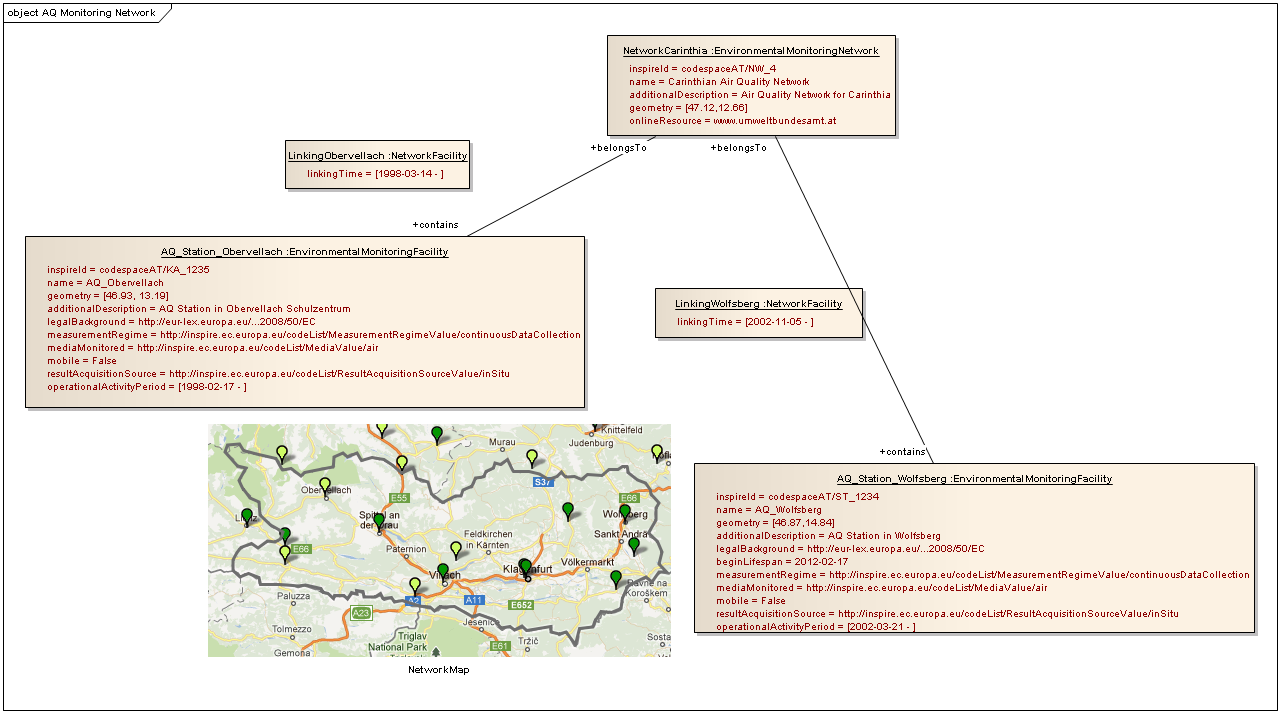 object AQ Monitoring Network
NetworkCarinthia :EnvironmentalMonitoringNetwork
inspireId = codespaceAT/NW_4
name = Carinthian Air Quality Network
additionalDescription = Air Quality Network for Carinthia
geometry = [47.12,12.66]
onlineResource = www.umweltbundesamt.at
+belongsTo
+belongsTo
LinkingObervellach :NetworkFacility
linkingTime = [1998-03-14 - ]
+contains
AQ_Station_Obervellach :EnvironmentalMonitoringFacility
inspireId = codespaceAT/KA_1235
name = AQ_Obervellach
geometry = [46.93, 13.19]
additionalDescription = AQ Station in Obervellach Schulzentrum
legalBackground = http://eur-lex.europa.eu/...2008/50/EC
measurementRegime = http://inspire.ec.europa.eu/codeList/MeasurementRegimeValue/continuousDataCollection
mediaMonitored = http://inspire.ec.europa.eu/codeList/MediaValue/air
mobile = False
resultAcquisitionSource = http://inspire.ec.europa.eu/codeList/ResultAcquisitionSourceValue/inSitu
operationalActivityPeriod = [1998-02-17 - ]
LinkingWolfsberg :NetworkFacility
linkingTime = [2002-11-05 - ]
+contains
AQ_Station_Wolfsberg :EnvironmentalMonitoringFacility
inspireId = codespaceAT/ST_1234
name = AQ_Wolfsberg
geometry = [46.87,14.84]
additionalDescription = AQ Station in Wolfsberg
legalBackground = http://eur-lex.europa.eu/...2008/50/EC
beginLifespan = 2012-02-17
measurementRegime = http://inspire.ec.europa.eu/codeList/MeasurementRegimeValue/continuousDataCollection
mediaMonitored = http://inspire.ec.europa.eu/codeList/MediaValue/air
mobile = False
resultAcquisitionSource = http://inspire.ec.europa.eu/codeList/ResultAcquisitionSourceValue/inSitu
operationalActivityPeriod = [2002-03-21 - ]
Knittelfeld
Murau
Judenburg
S37
Obervellach
E55
E66
Spittal an
der Drau
Wolfsberg
Sankt Andrä
Feldkirchen
in Kärnten
E66
Paternion
Völkermarkt
Villach
Klagenfurt
Ravne na
Koroškem
Paluzza
A2
A11
E652
A23
Jesenice
Tolmezzo
Triglav
National Park
Tržič
Gemona
E61
NetworkMap